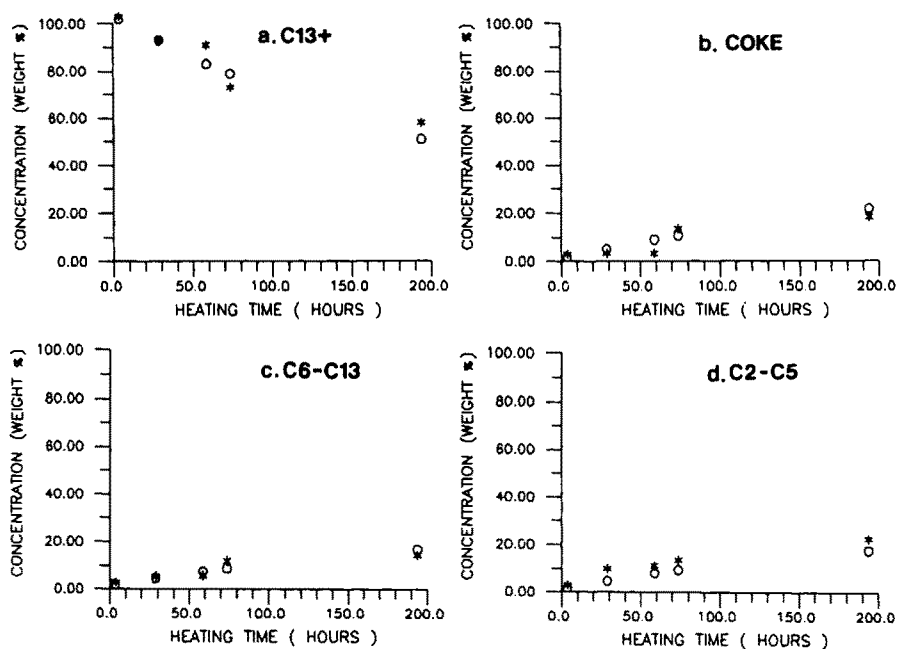 a. C13+
CONCENTRATION (WEIGHT %)
100.00
80.00
60.00
40.00
20.00
0.00
0.0 50.0 100.0 150.0 200.0
HEATING TIME ( HOURS )
b. COKE
CONCENTRATION (WEIGHT %)
100.00
80.00
60.00
40.00
20.00
0.00
0.0 50.0 100.0 150.0 200.0
HEATING TIME ( HOURS )
c. C6-C13
CONCENTRATION (WEIGHT %)
100.00
80.00
60.00
40.00
20.00
0.00
0.0 50.0 100.0 150.0 200.0
HEATING TIME ( HOURS )
d. C2-C5
CONCENTRATION (WEIGHT %)
100.00
80.00
60.00
40.00
20.00
0.00
0.0 50.0 100.0 150.0 200.0
HEATING TIME ( HOURS )